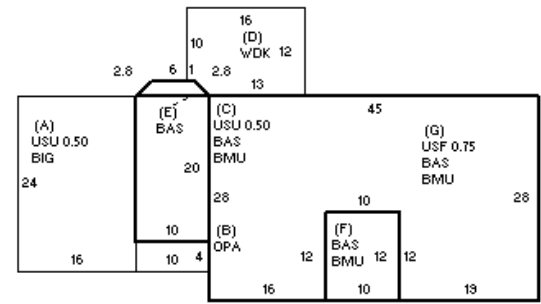 16
(D)
WDK
10
12
2.8
6
1
2.8
13
(A)
USU 0.50
BIG
24
16
(E)
BAS
20
10
10
4
(C)
USU 0.50
BAS
BMU
28
(B)
OPA
45
(G)
USF 0.75
BAS
BMU
28
10
(F)
BAS
BMU
12
12
12
16
10
19